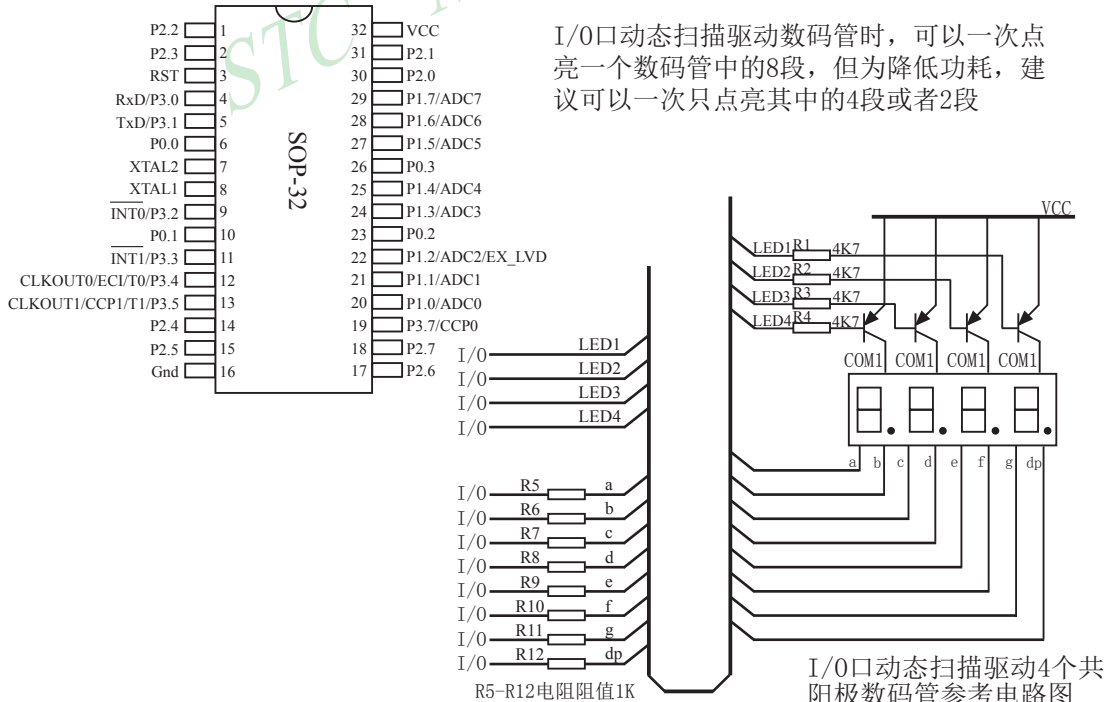 STC
P2.2 1
P2.3 2
RST 3
RxD/P3.0 4
TxD/P3.1 5
P0.0 6
XTAL2 7
XTAL1 8
INT0/P3.2 9
P0.1 10
INT1/P3.3 11
CLKOUT0/ECI/T0/P3.4 12
CLKOUT1/CCP1/T1/P3.5 13
P2.4 14
P2.5 15
Gnd 16
SOP-32
32 VCC
31 P2.1
30 P2.0
29 P1.7/ADC7
28 P1.6/ADC6
27 P1.5/ADC5
26 P0.3
25 P1.4/ADC4
24 P1.3/ADC3
23 P0.2
22 P1.2/ADC2/EX_LVD
21 P1.1/ADC1
20 P1.0/ADC0
19 P3.7/CCP0
18 P2.7
17 P2.6
I/O口动态扫描驱动数码管时，可以一次点
亮一个数码管中的8段，但为降低功耗，建
议可以一次只点亮其中的4段或者2段
VCC
LED1 R1 4K7
LED2 R2 4K7
LED3 R3 4K7
LED4 R4 4K7
COM1 COM1 COM1 COM1
a b c d e f g dp
I/O LED1
I/O LED2
I/O LED3
I/O LED4
I/O R5 a
I/O R6 b
I/O R7 c
I/O R8 d
I/O R9 e
I/O R10 f
I/O R11 g
I/O R12 dp
R5-R12电阻阻值1K
I/O口动态扫描驱动4个共
阳极数码管参考电路图